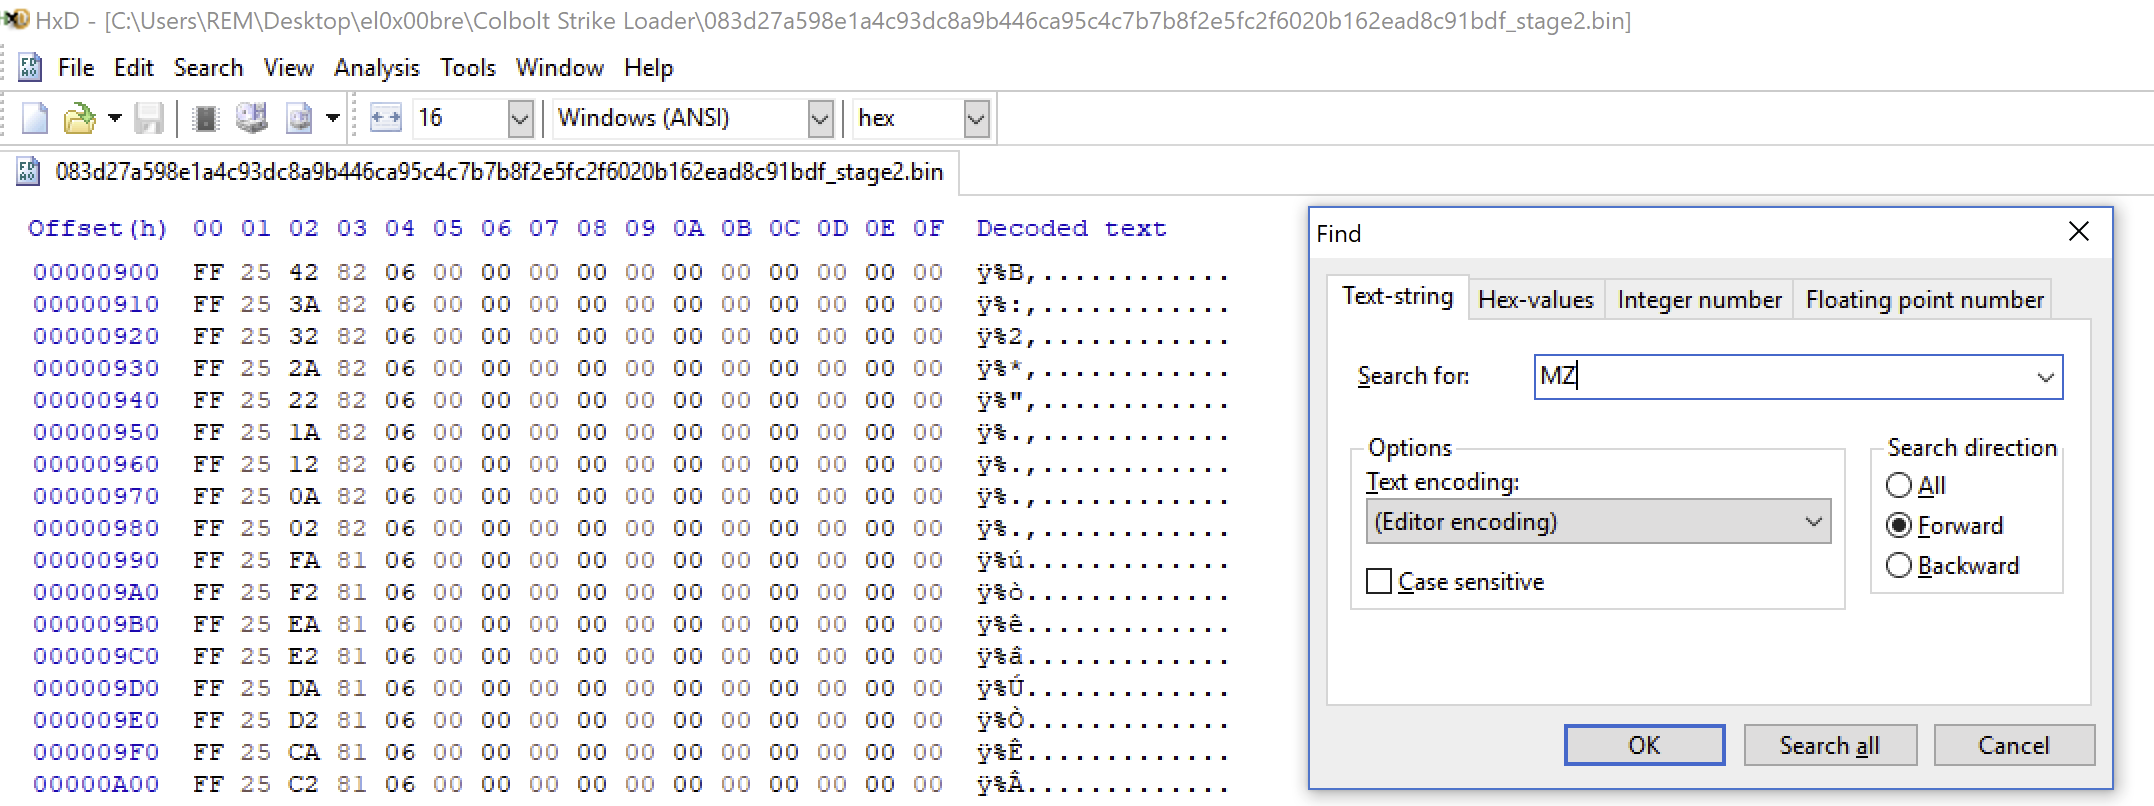 HxD - [C:\Users\REM\Desktop\el0x00bre\Colbolt Strike Loader\083d27a598e1a4c93dc8a9b446ca95c4c7b7b8f2e5fc2f6020b162ead8c91bdf_stage2.bin]
File Edit Search View Analysis Tools Window Help
16 Windows (ANSI) hex
083d27a598e1a4c93dc8a9b446ca95c4c7b7b8f2e5fc2f6020b162ead8c91bdf_stage2.bin
Offset(h) 00 01 02 03 04 05 06 07 08 09 0A 0B 0C 0D 0E 0F Decoded text
00000900 FF 25 42 82 06 00 00 00 00 00 00 00 00 00 00 00 ÿ%B‚............
00000910 FF 25 3A 82 06 00 00 00 00 00 00 00 00 00 00 00 ÿ%:‚............
00000920 FF 25 32 82 06 00 00 00 00 00 00 00 00 00 00 00 ÿ%2‚............
00000930 FF 25 2A 82 06 00 00 00 00 00 00 00 00 00 00 00 ÿ%*‚............
00000940 FF 25 22 82 06 00 00 00 00 00 00 00 00 00 00 00 ÿ%"‚............
00000950 FF 25 1A 82 06 00 00 00 00 00 00 00 00 00 00 00 ÿ%.‚............
00000960 FF 25 12 82 06 00 00 00 00 00 00 00 00 00 00 00 ÿ%.‚............
00000970 FF 25 0A 82 06 00 00 00 00 00 00 00 00 00 00 00 ÿ%.‚............
00000980 FF 25 02 82 06 00 00 00 00 00 00 00 00 00 00 00 ÿ%.‚............
00000990 FF 25 FA 81 06 00 00 00 00 00 00 00 00 00 00 00 ÿ%ú.............
000009A0 FF 25 F2 81 06 00 00 00 00 00 00 00 00 00 00 00 ÿ%ò.............
000009B0 FF 25 EA 81 06 00 00 00 00 00 00 00 00 00 00 00 ÿ%ê.............
000009C0 FF 25 E2 81 06 00 00 00 00 00 00 00 00 00 00 00 ÿ%â.............
000009D0 FF 25 DA 81 06 00 00 00 00 00 00 00 00 00 00 00 ÿ%Ú.............
000009E0 FF 25 D2 81 06 00 00 00 00 00 00 00 00 00 00 00 ÿ%Ò.............
000009F0 FF 25 CA 81 06 00 00 00 00 00 00 00 00 00 00 00 ÿ%Ê.............
00000A00 FF 25 C2 81 06 00 00 00 00 00 00 00 00 00 00 00 ÿ%Â.............
Find
Text-string Hex-values Integer number Floating point number
Search for: MZ
Options
Text encoding:
(Editor encoding)
Case sensitive
Search direction
All
Forward
Backward
OK Search all Cancel